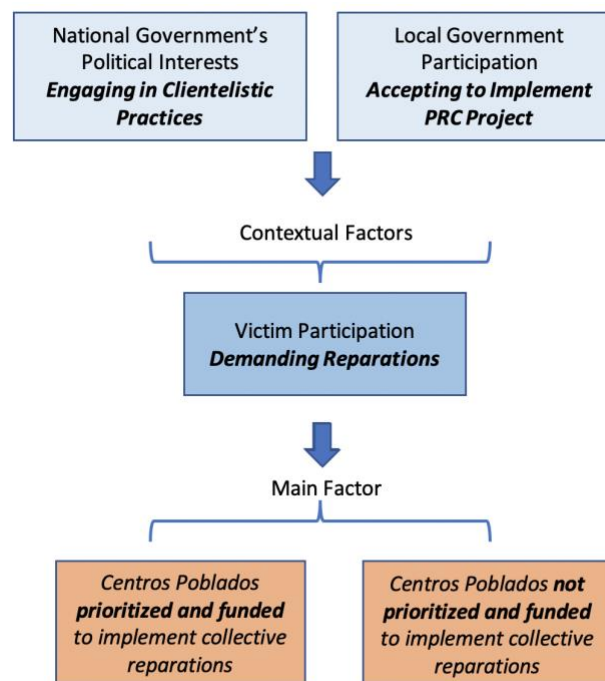 National Government's
Political Interests
Engaging in Clientelistic
Practices
Local Government
Participation
Accepting to Implement
PRC Project
Contextual Factors
Victim Participation
Demanding Reparations
Main Factor
Centros Poblados
prioritized and funded
to implement collective
reparations
Centros Poblados not
prioritized and funded
to implement collective
reparations